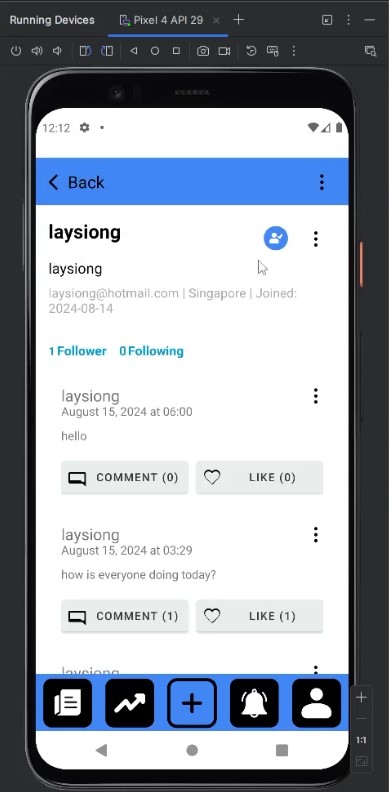 Running Devices
Pixel 4 API 29
12:12
Back
laysiong
laysiong
laysiong@hotmail.com | Singapore | Joined:
2024-08-14
1 Follower 0 Following
laysiong
August 15, 2024 at 06:00
hello
COMMENT (0) LIKE (0)
laysiong
August 15, 2024 at 03:29
how is everyone doing today?
COMMENT (1) LIKE (1)
laysiong
1:1